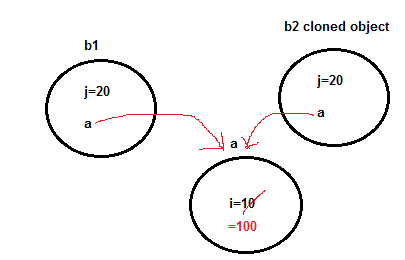 b1
b2 cloned object
j=20
a
j=20
a
a
i=10
=100